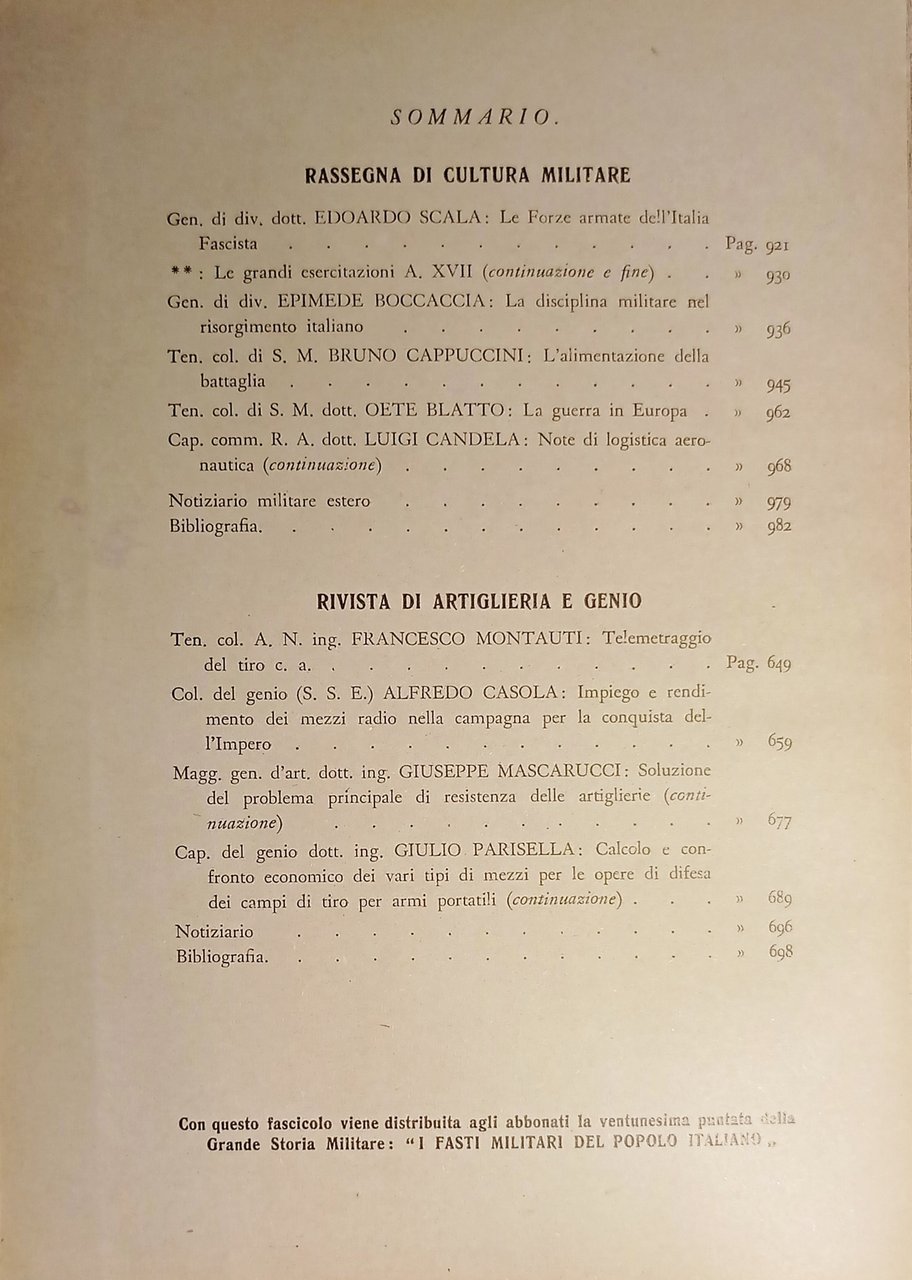 SOMMARIO.
RASSEGNA DI CULTURA MILITARE
Gen. di div. dott. EDOARDO SCALA: Le Forze armate dell'Italia
Fascista . . . . . . . . . . . . Pag. 921
** : Le grandi esercitazioni A. XVII (continuazione e fine) . . » 930
Gen. di div. EPIMEDE BOCCACCIA: La disciplina militare nel
risorgimento italiano . . . . . . . . . » 936
Ten. col. di S. M. BRUNO CAPPUCCINI: L'alimentazione della
battaglia . . . . . . . . . . . . » 945
Ten. col. di S. M. dott. OETE BLATTO: La guerra in Europa . » 962
Cap. comm. R. A. dott. LUIGI CANDELA: Note di logistica aero-
nautica (continuazione) . . . . . . . . . » 968
Notiziario militare estero . . . . . . . . . » 979
Bibliografia. . . . . . . . . . . . . » 982
RIVISTA DI ARTIGLIERIA E GENIO
Ten. col. A. N. ing. FRANCESCO MONTAUTI: Telemetraggio
del tiro c. a. . . . . . . . . . . . Pag. 649
Col. del genio (S. S. E.) ALFREDO CASOLA: Impiego e rendi-
mento dei mezzi radio nella campagna per la conquista del-
l'Impero . . . . . . . . . . . . » 659
Magg. gen. d'art. dott. ing. GIUSEPPE MASCARUCCI: Soluzione
del problema principale di resistenza delle artiglierie (conti-
nuazione) . . . . . . . . . . . » 677
Cap. del genio dott. ing. GIULIO PARISELLA: Calcolo e con-
fronto economico dei vari tipi di mezzi per le opere di difesa
dei campi di tiro per armi portatili (continuazione) . . . » 689
Notiziario . . . . . . . . . . . . » 696
Bibliografia. . . . . . . . . . . . . » 698
Con questo fascicolo viene distribuita agli abbonati la ventunesima puntata della
Grande Storia Militare: “ I FASTI MILITARI DEL POPOLO ITALIANO „